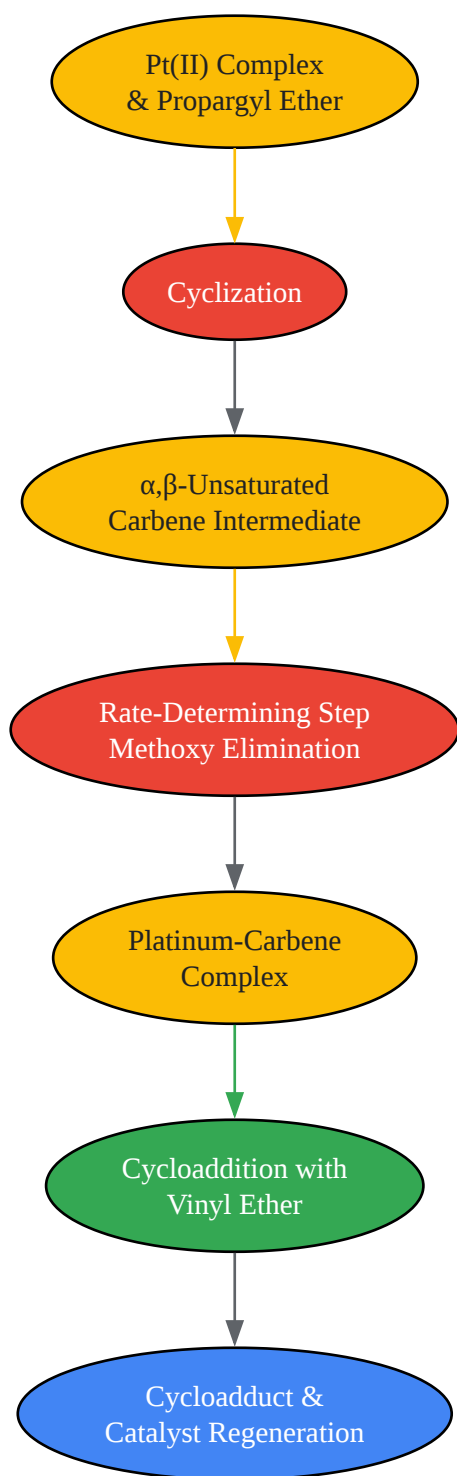 Pt(II) Complex
& Propargyl Ether
Cyclization
α,β-Unsaturated
Carbene Intermediate
Rate-Determining Step
Methoxy Elimination
Platinum-Carbene
Complex
Cycloaddition with
Vinyl Ether
Cycloadduct &
Catalyst Regeneration